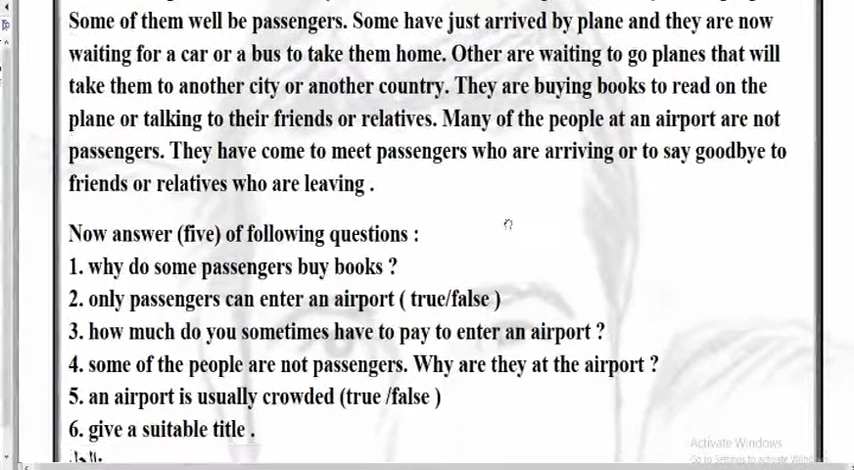 Some of them well be passengers. Some have just arrived by plane and they are now
waiting for a car or a bus to take them home. Other are waiting to go planes that will
take them to another city or another country. They are buying books to read on the
plane or talking to their friends or relatives. Many of the people at an airport are not
passengers. They have come to meet passengers who are arriving or to say goodbye to
friends or relatives who are leaving .
Now answer (five) of following questions :
1. why do some passengers buy books ?
2. only passengers can enter an airport ( true/false )
3. how much do you sometimes have to pay to enter an airport ?
4. some of the people are not passengers. Why are they at the airport ?
5. an airport is usually crowded (true /false )
6. give a suitable title .
Activate Windows
Go to Settings to activate Wind